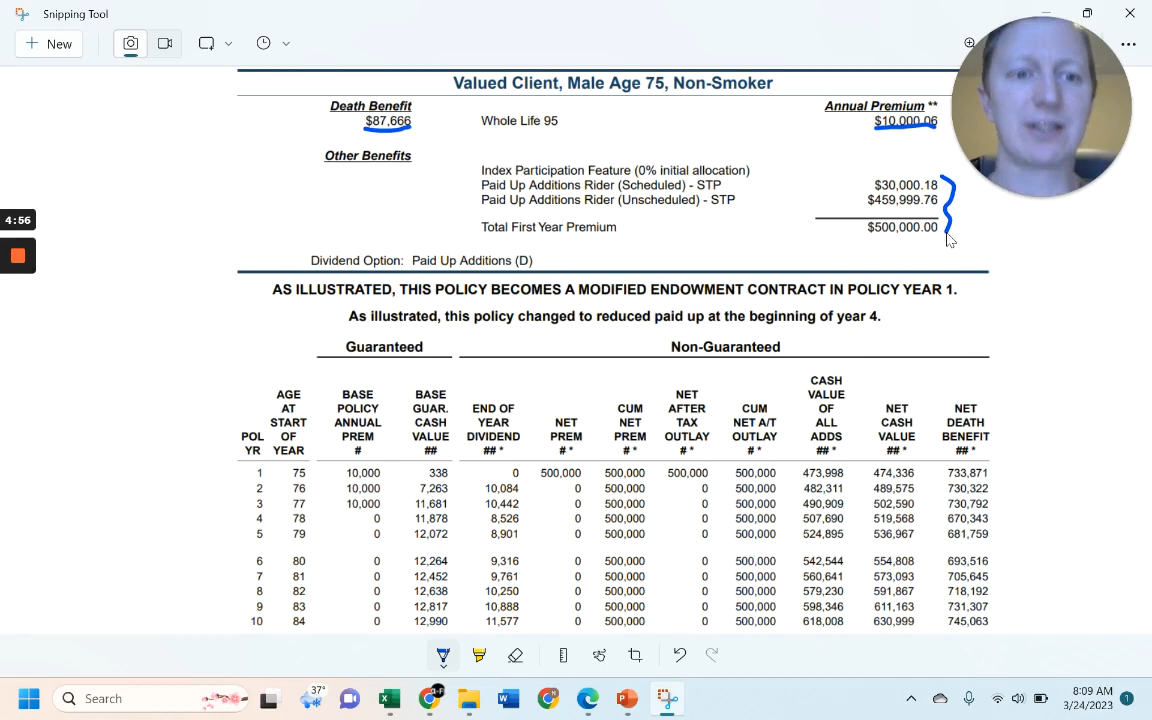 Snipping Tool
New
Valued Client, Male Age 75, Non-Smoker
Death Benefit Annual Premium **
$87,666 Whole Life 95 $10,000.06
Other Benefits
Index Participation Feature (0% initial allocation)
Paid Up Additions Rider (Scheduled) - STP $30,000.18
Paid Up Additions Rider (Unscheduled) - STP $459,999.76
4:56
Total First Year Premium $500,000.00
Dividend Option: Paid Up Additions (D)
AS ILLUSTRATED, THIS POLICY BECOMES A MODIFIED ENDOWMENT CONTRACT IN POLICY YEAR 1.
As illustrated, this policy changed to reduced paid up at the beginning of year 4.
Guaranteed Non-Guaranteed
CASH
AGE BASE BASE NET VALUE
AT POLICY GUAR. END OF CUM AFTER CUM OF NET NET
START ANNUAL CASH YEAR NET NET TAX NET A/T ALL CASH DEATH
POL OF PREM VALUE DIVIDEND PREM PREM OUTLAY OUTLAY ADDS VALUE BENEFIT
YR YEAR # ## ## * # * # * # * # * ## * ## * ## *
1 75 10,000 338 0 500,000 500,000 500,000 500,000 473,998 474,336 733,871
2 76 10,000 7,263 10,084 0 500,000 0 500,000 482,311 489,575 730,322
3 77 10,000 11,681 10,442 0 500,000 0 500,000 490,909 502,590 730,792
4 78 0 11,878 8,526 0 500,000 0 500,000 507,690 519,568 670,343
5 79 0 12,072 8,901 0 500,000 0 500,000 524,895 536,967 681,759
6 80 0 12,264 9,316 0 500,000 0 500,000 542,544 554,808 693,516
7 81 0 12,452 9,761 0 500,000 0 500,000 560,641 573,093 705,645
8 82 0 12,638 10,250 0 500,000 0 500,000 579,230 591,867 718,192
9 83 0 12,817 10,888 0 500,000 0 500,000 598,346 611,163 731,307
10 84 0 12,990 11,577 0 500,000 0 500,000 618,008 630,999 745,063
Search 37° 8:09 AM
3/24/2023 1